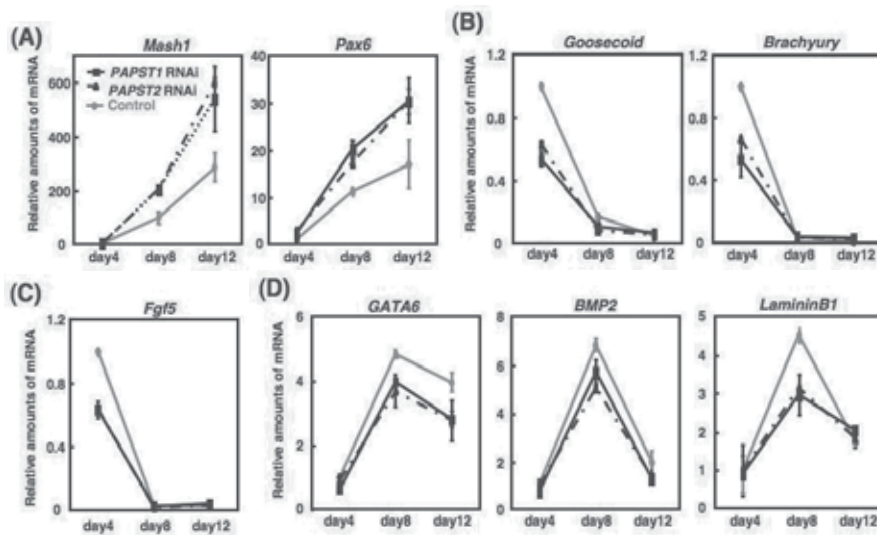 (A)
Mash1
Pax6
PAPST1 RNAi
PAPST2 RNAi
Control
Relative amounts of mRNA
600
400
200
0
day4 day8 day12
40
30
20
10
0
day4 day8 day12
(B)
Goosecoid
Brachyury
Relative amounts of mRNA
1.2
0.8
0.4
0
day4 day8 day12
1.2
0.8
0.4
0
day4 day8 day12
(C)
Fgf5
Relative amounts of mRNA
1.2
0.8
0.4
0
day4 day8 day12
(D)
GATA6
BMP2
LamininB1
Relative amounts of mRNA
6
4
2
0
day4 day8 day12
8
6
4
2
0
day4 day8 day12
5
4
3
2
1
0
day4 day8 day12